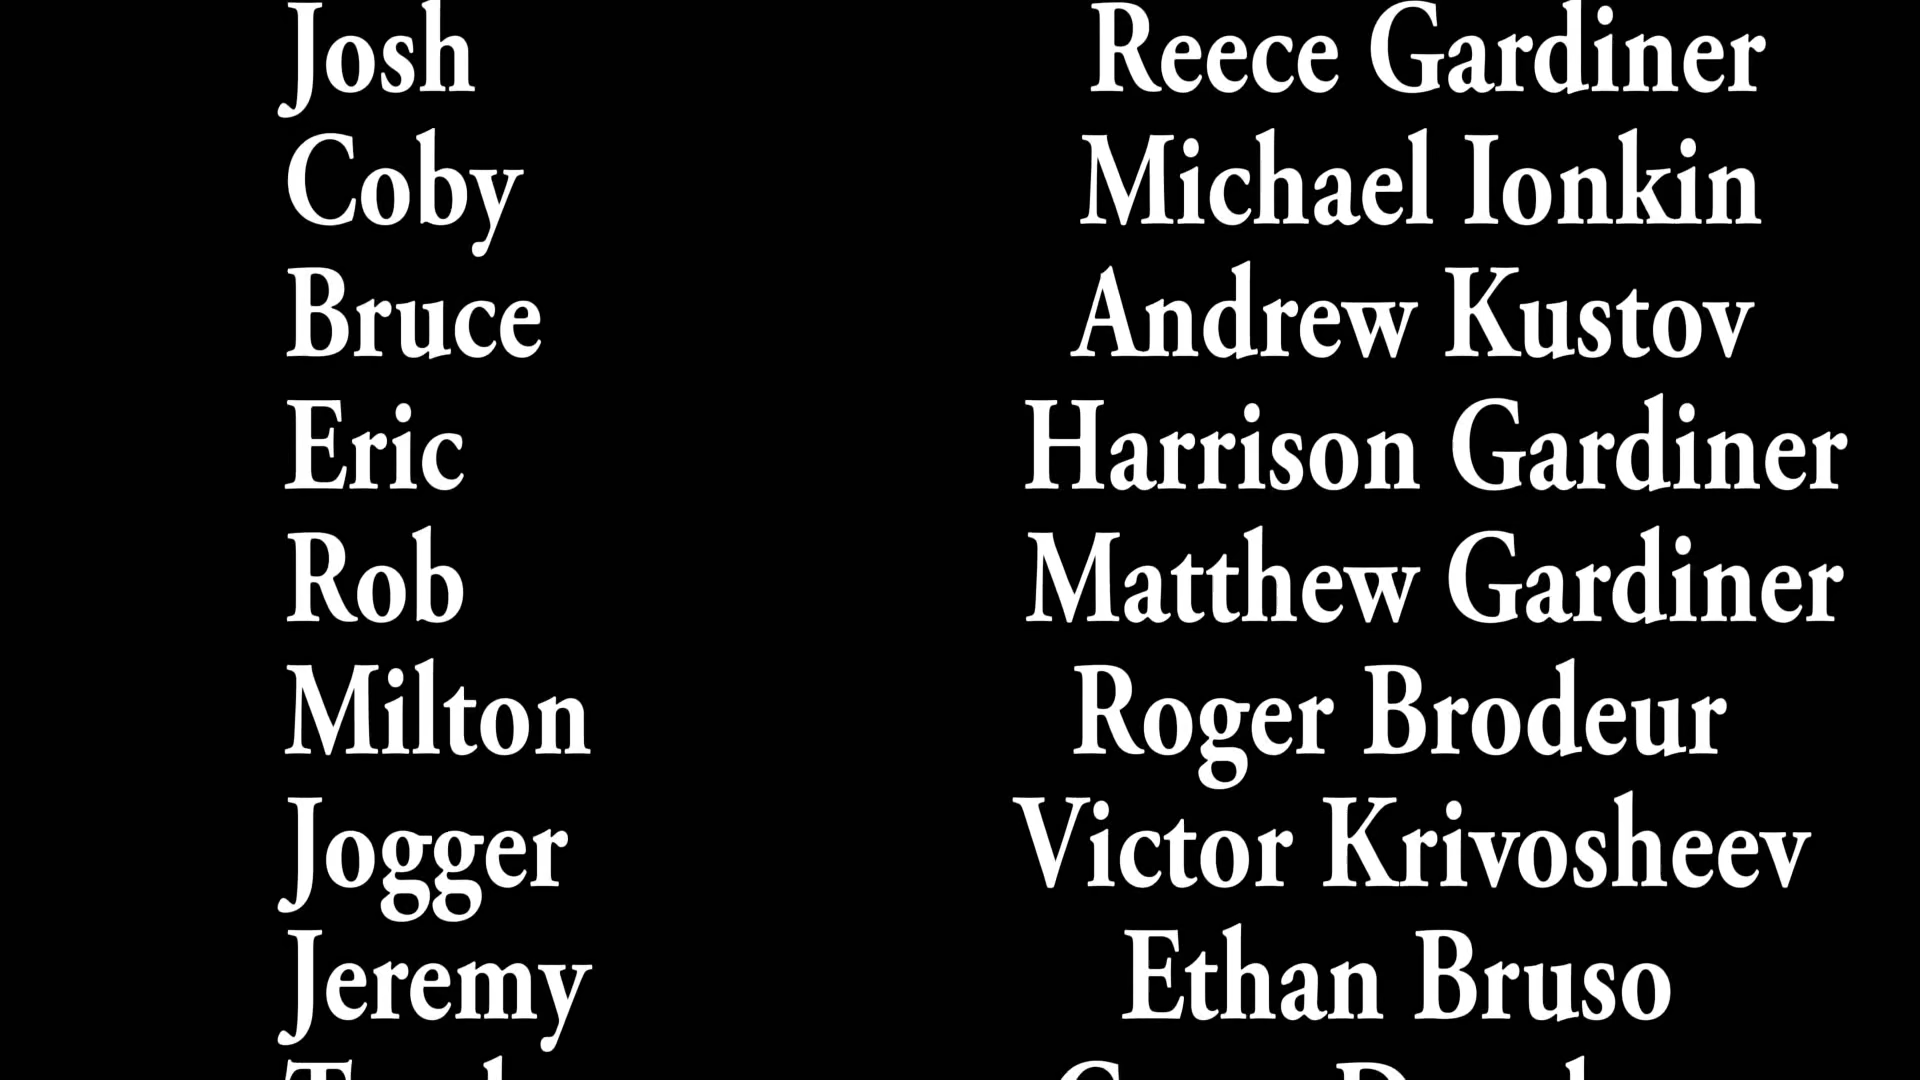 Josh Reece Gardiner
Coby Michael Ionkin
Bruce Andrew Kustov
Eric Harrison Gardiner
Rob Matthew Gardiner
Milton Roger Brodeur
Jogger Victor Krivosheev
Jeremy Ethan Bruso